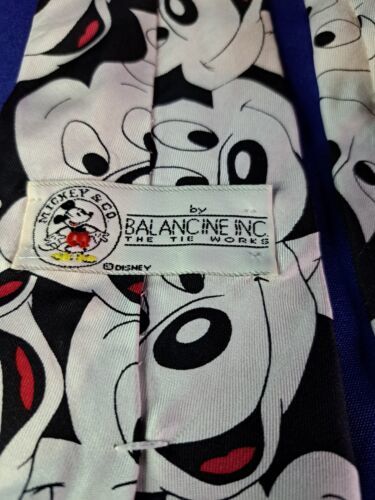 MICKEY & CO
by
BALANCINE INC.
THE TIE WORKS
© DISNEY